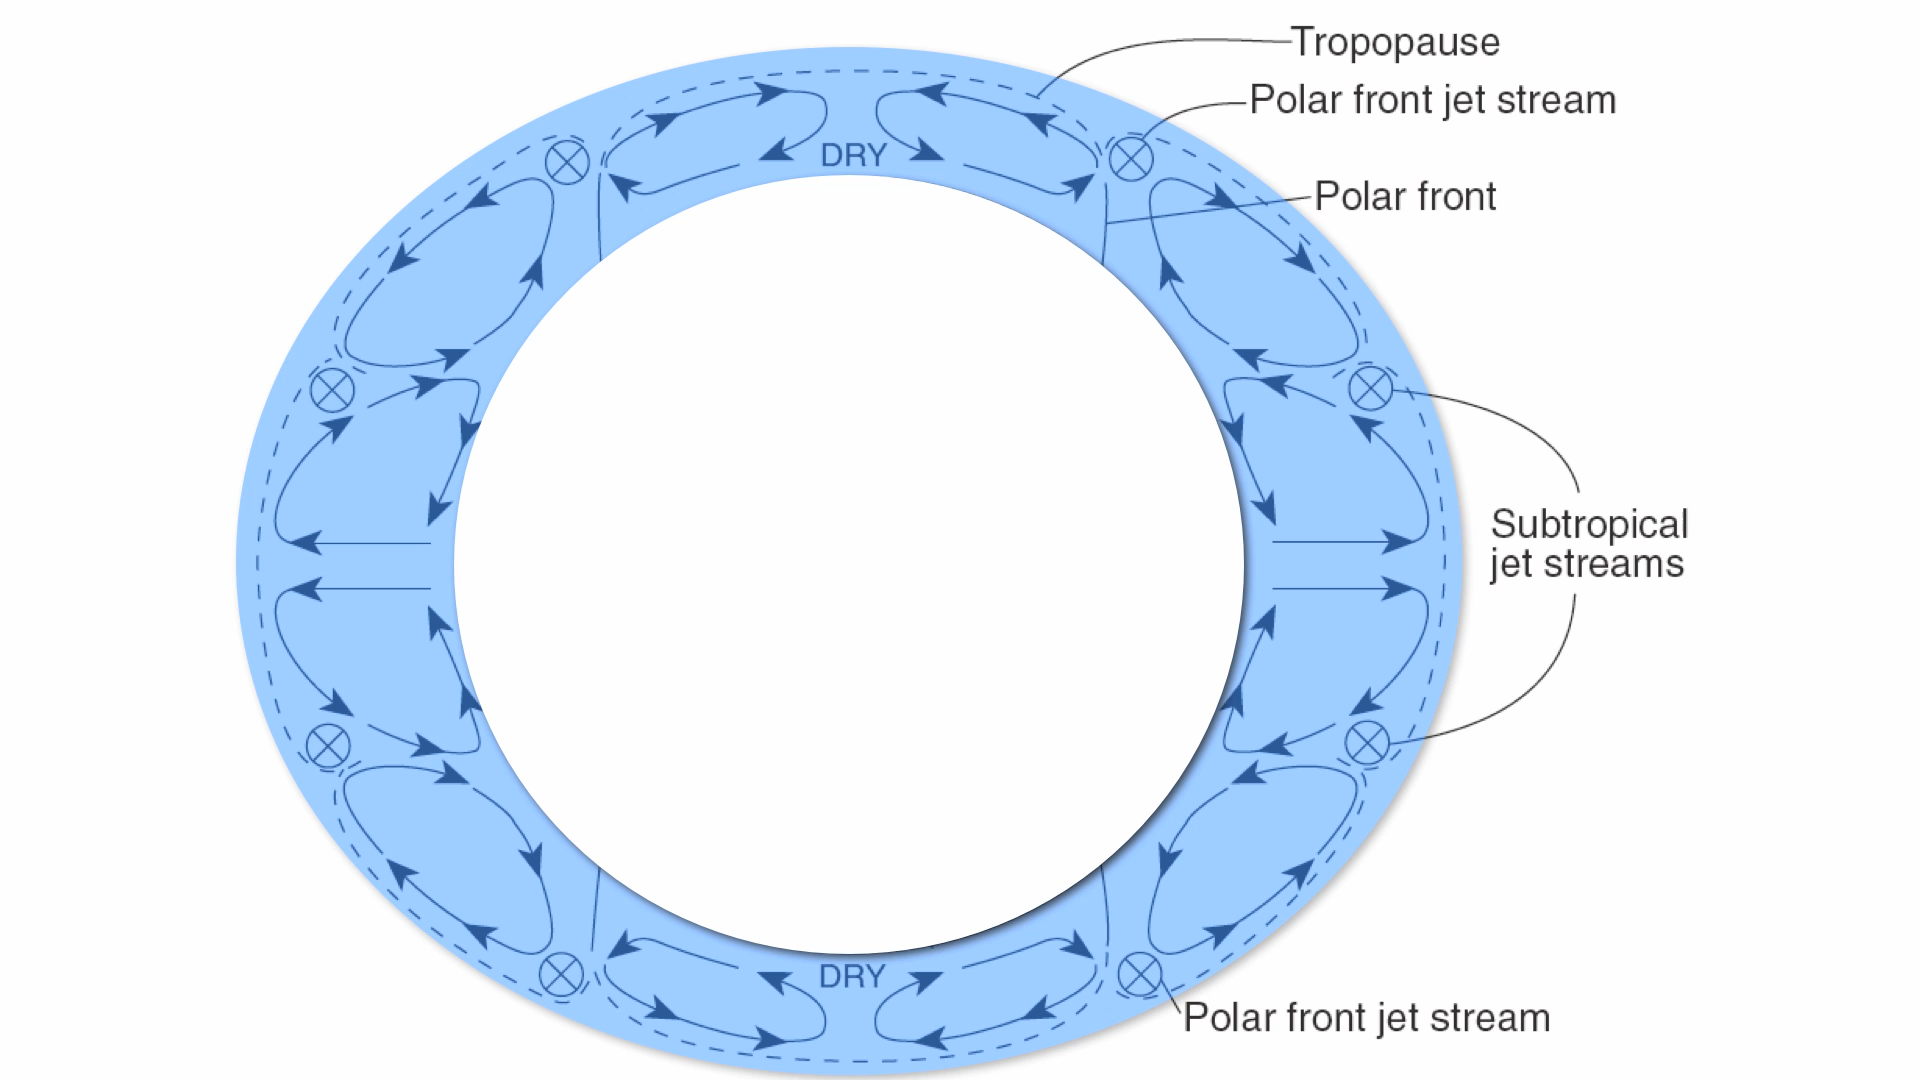 Tropopause
Polar front jet stream
DRY
Polar front
Subtropical
jet streams
DRY
Polar front jet stream